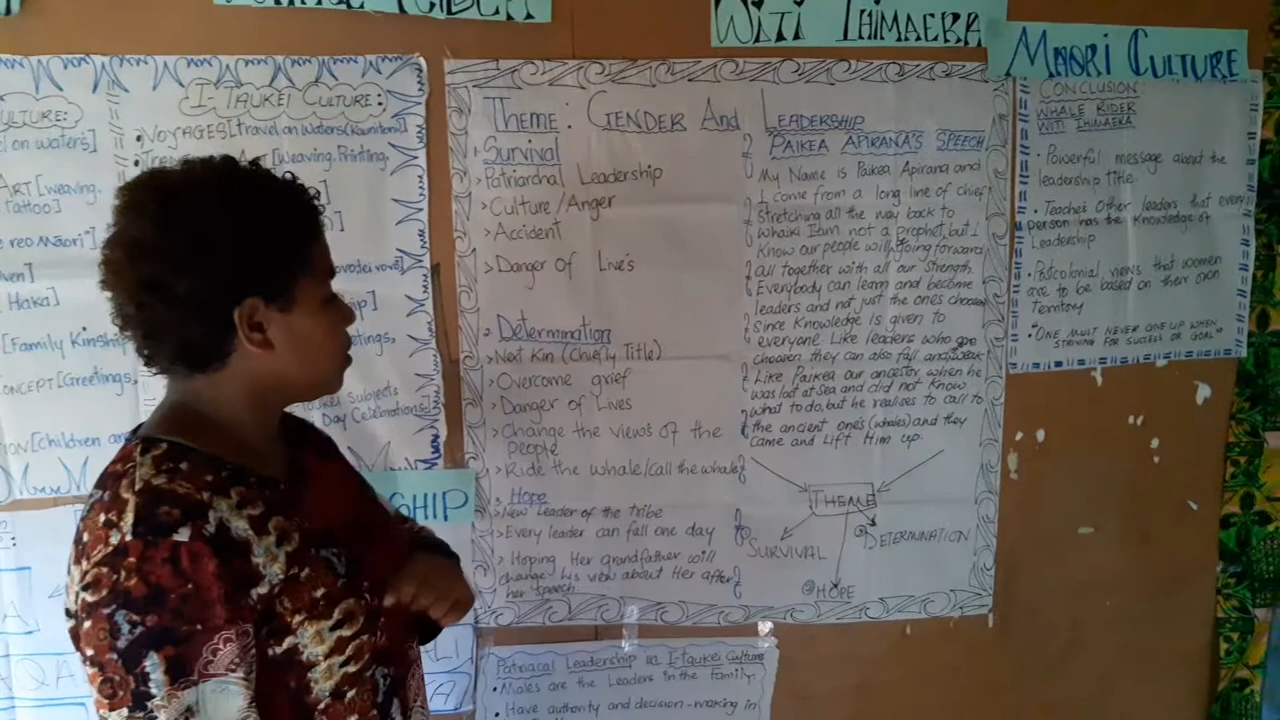 WITI IHIMAERA
MAORI CULTURE
CULTURE:
on waters]
ART [weaving,
tattoo]
reo Māori"]
Haka]
[Family Kinship
CONCEPT [Greetings,
[Children
I-TAUKEI CULTURE:
• VOYAGES [travel on Waters (Kaunitoni)]
[Weaving, Printing,
Day Celebrations
THEME: GENDER And LEADERSHIP
1. Survival
> Patriarchal Leadership
> Culture/Anger
> Accident
> Danger of Live's
2. Determination
> Next Kin (Chiefly Title)
> Overcome grief
> Danger of Lives
> Change the views of the
people
> Ride the whale/call the whale
3. Hope
> New Leader of the tribe
> Every leader can fall one day
> Hoping Her grandfather will
change his view about Her after
her speech.
PAIKEA APIRANA'S SPEECH
My Name is Paikea Apirana and
I come from a long line of chief
Stretching all the way back to
whaiki I am not a prophet, but I
Know our people will going forward
all together with all our Strength.
Everybody can learn and become
leaders and not just the ones choosen
Since Knowledge is given to
everyone. Like leaders who are
choosen they can also fall and weak
Like Paikea our ancestor when he
was lost at Sea and did not know
what to do, but he realises to call to
the ancient one's (whales) and they
Came and Lift Him up.
THEME
SURVIVAL
DETERMINATION
HOPE
CONCLUSION
WHALE RIDER
WITI IHIMAERA
• Powerful message about the
leadership title.
• Teaches Other leaders that every
person has the Knowledge of
Leadership
• Postcolonial views that women
are to be based on their own
Territory
"ONE MUST NEVER GIVE UP WHEN
STRIVING FOR SUCCESS OR GOAL"
Patriacal Leadership in I-taukei Culture
• Males are the Leaders in the Family.
• Have authority and decision-making in